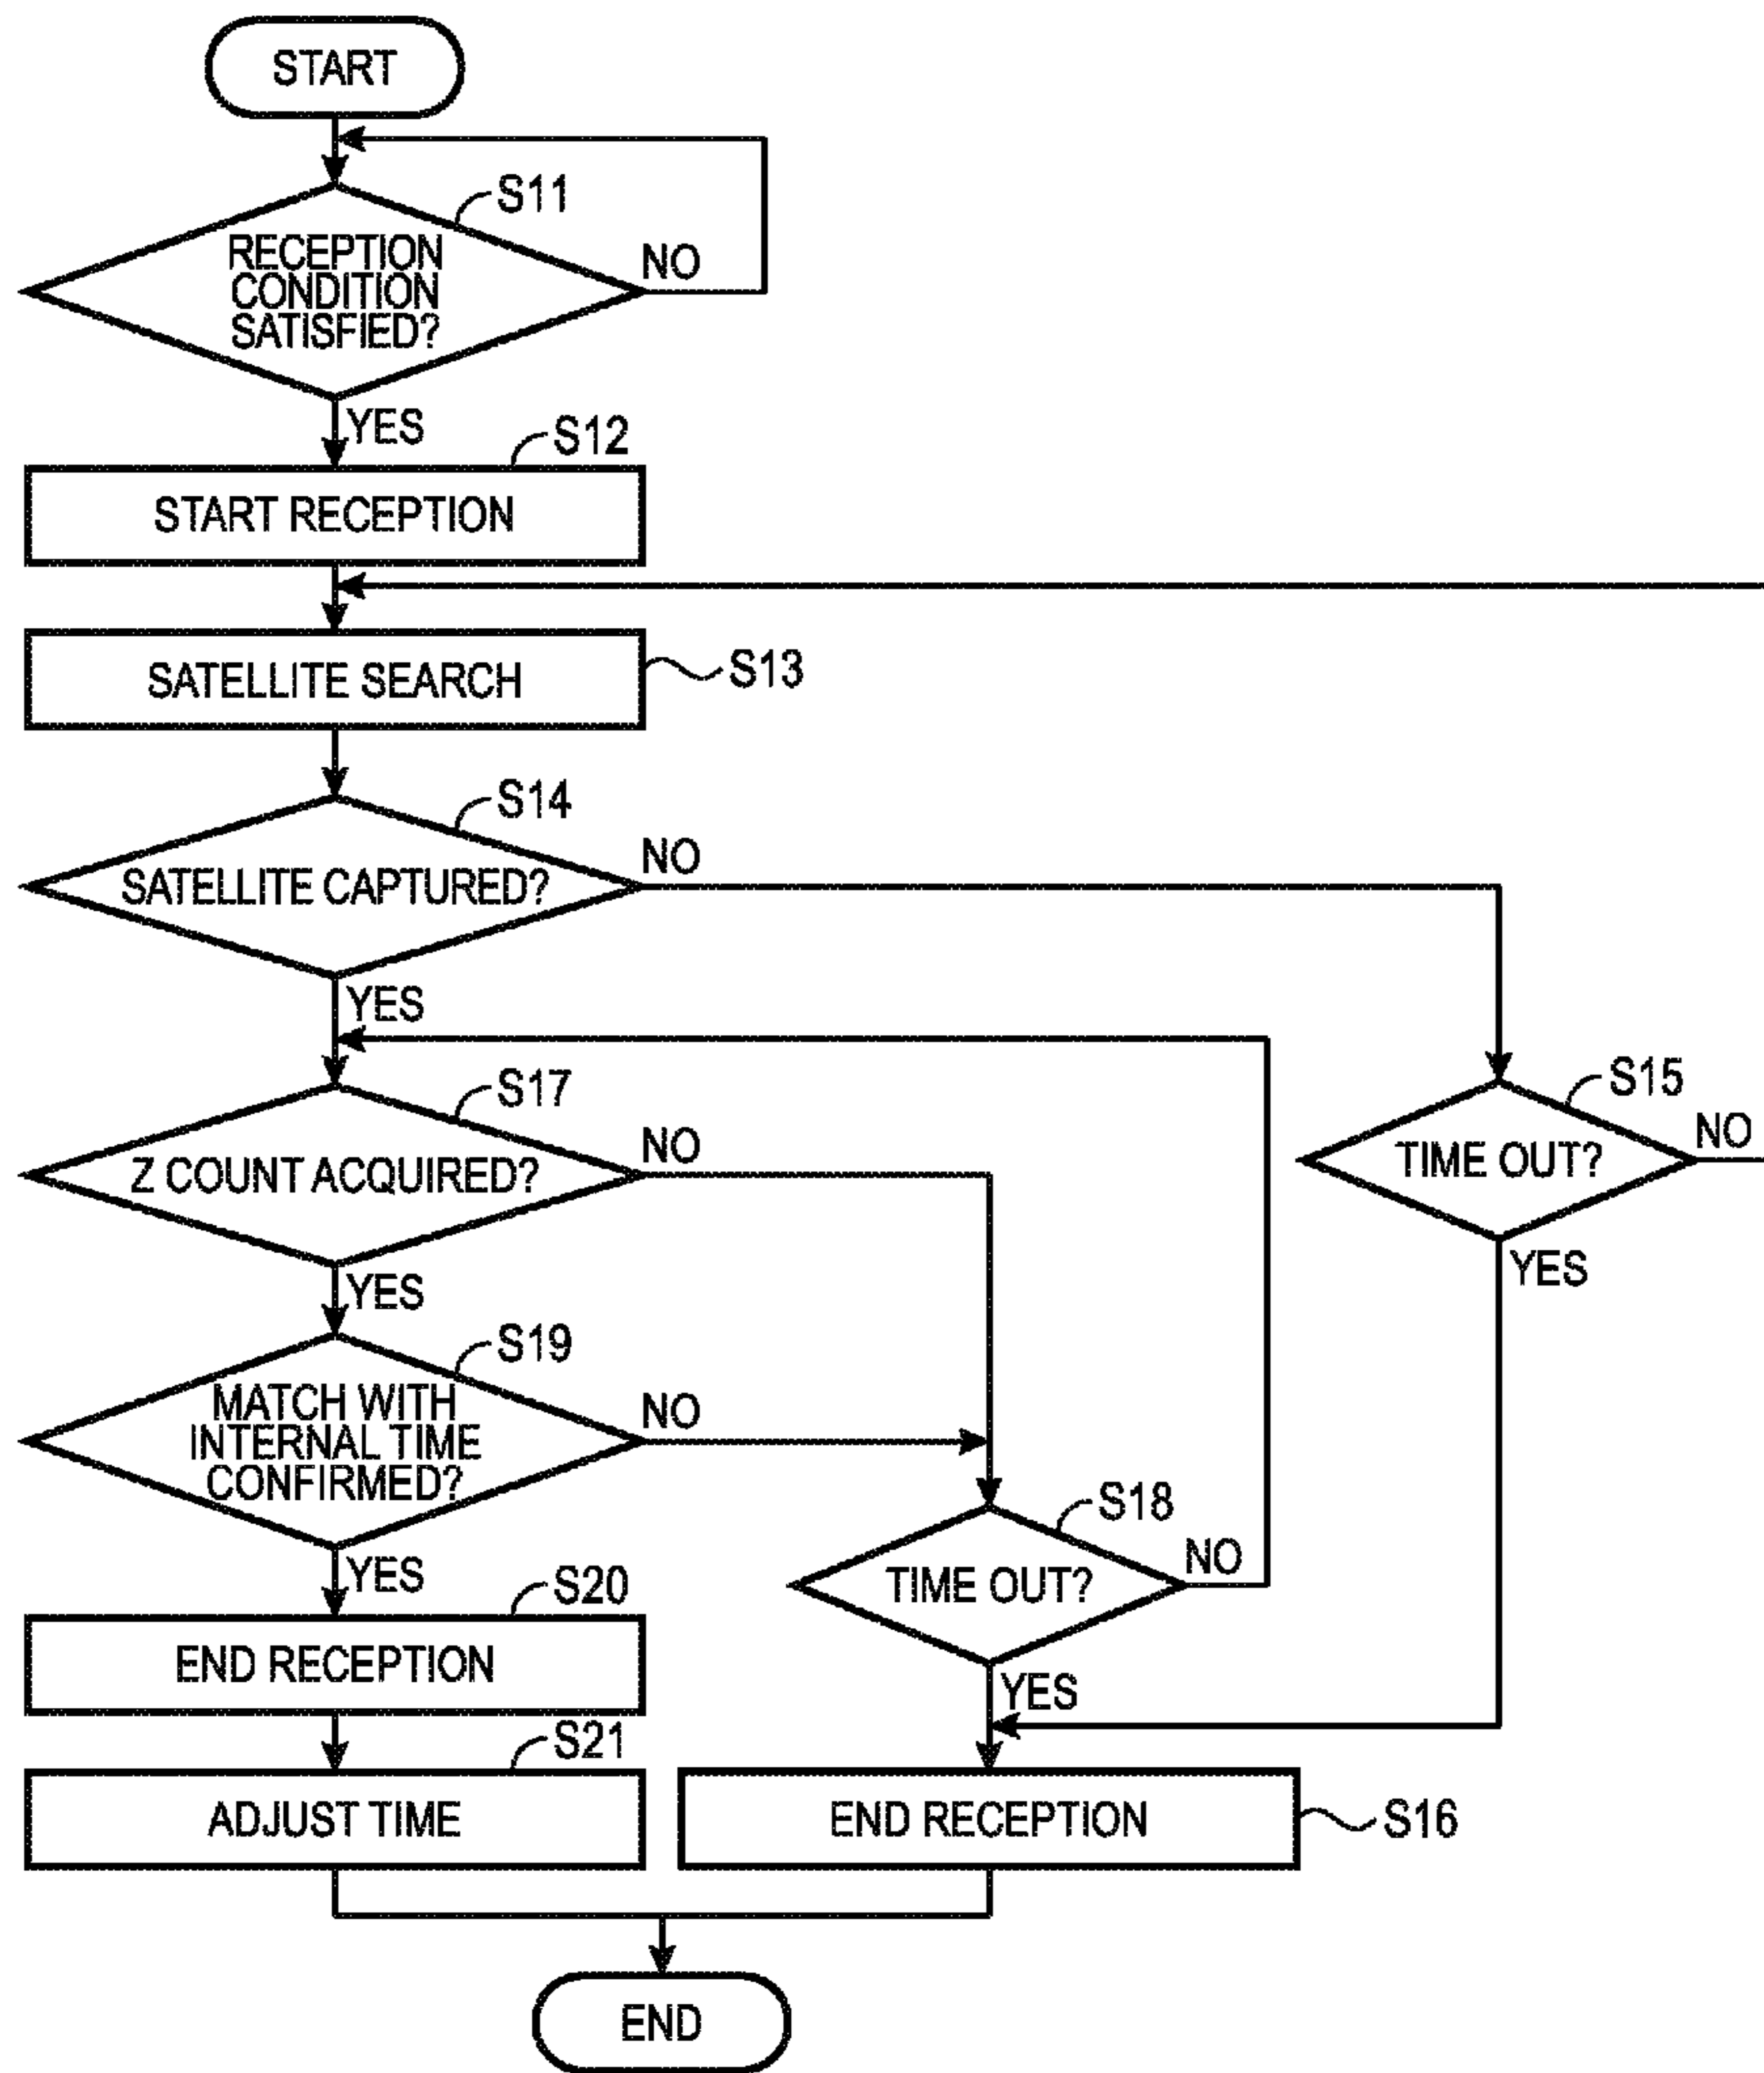 START
S11
RECEPTION
CONDITION
SATISFIED?
NO
YES
S12
START RECEPTION
SATELLITE SEARCH
S13
S14
SATELLITE CAPTURED?
NO
YES
S15
TIME OUT?
NO
YES
S17
Z COUNT ACQUIRED?
NO
YES
S19
MATCH WITH
INTERNAL TIME
CONFIRMED?
NO
YES
S18
TIME OUT?
NO
YES
S20
END RECEPTION
S21
ADJUST TIME
END RECEPTION
S16
END